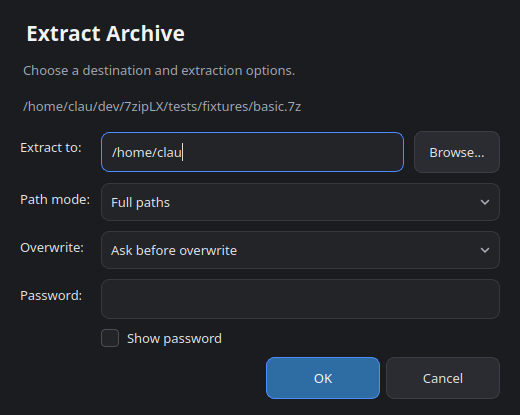 Extract Archive
Choose a destination and extraction options.
/home/clau/dev/7zipLX/tests/fixtures/basic.7z
Extract to: /home/clau Browse...
Path mode: Full paths
Overwrite: Ask before overwrite
Password:
Show password
OK Cancel